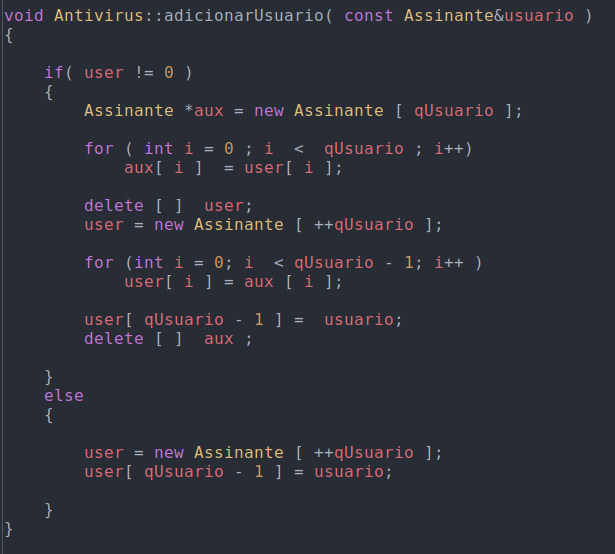 void Antivirus::adicionarUsuario( const Assinante&usuario )
{
if( user != 0 )
{
Assinante *aux = new Assinante [ qUsuario ];
for ( int i = 0 ; i  <  qUsuario ; i++)
aux[ i ]  = user[ i ];
delete [ ]  user;
user = new Assinante [ ++qUsuario ];
for (int i = 0; i  < qUsuario - 1; i++ )
user[ i ] = aux [ i ];
user[ qUsuario - 1 ] =  usuario;
delete [ ]  aux ;
}
else
{
user = new Assinante [ ++qUsuario ];
user[ qUsuario - 1 ] = usuario;
}
}